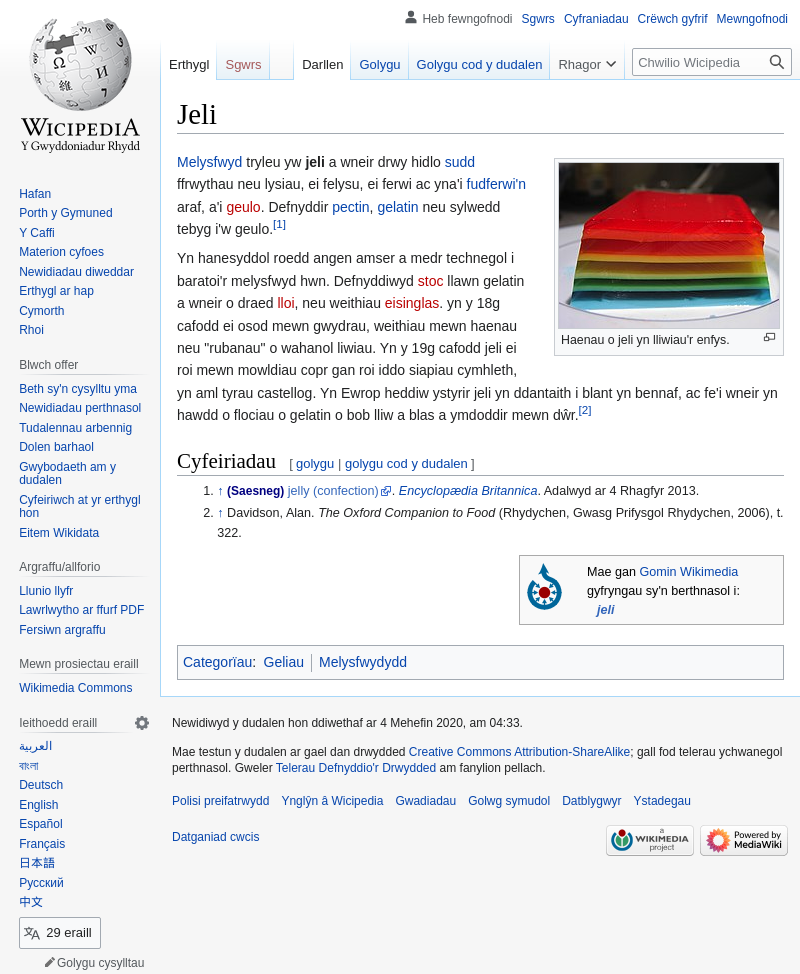 Heb fewngofnodi Sgwrs Cyfraniadau Crëwch gyfrif Mewngofnodi
Erthygl Sgwrs Darllen Golygu Golygu cod y dudalen Rhagor Chwilio Wicipedia
WICIPEDIA
Y Gwyddoniadur Rhydd
Hafan
Porth y Gymuned
Y Caffi
Materion cyfoes
Newidiadau diweddar
Erthygl ar hap
Cymorth
Rhoi
Blwch offer
Beth sy'n cysylltu yma
Newidiadau perthnasol
Tudalennau arbennig
Dolen barhaol
Gwybodaeth am y
dudalen
Cyfeiriwch at yr erthygl
hon
Eitem Wikidata
Argraffu/allforio
Llunio llyfr
Lawrlwytho ar ffurf PDF
Fersiwn argraffu
Mewn prosiectau eraill
Wikimedia Commons
Ieithoedd eraill
العربية
বাংলা
Deutsch
English
Español
Français
日本語
Русский
中文
29 eraill
Golygu cysylltau
Jeli
Melysfwyd tryleu yw jeli a wneir drwy hidlo sudd
ffrwythau neu lysiau, ei felysu, ei ferwi ac yna'i fudferwi'n
araf, a'i geulo. Defnyddir pectin, gelatin neu sylwedd
tebyg i'w geulo.[1]
Yn hanesyddol roedd angen amser a medr technegol i
baratoi'r melysfwyd hwn. Defnyddiwyd stoc llawn gelatin
a wneir o draed lloi, neu weithiau eisinglas. yn y 18g
cafodd ei osod mewn gwydrau, weithiau mewn haenau
neu "rubanau" o wahanol liwiau. Yn y 19g cafodd jeli ei
roi mewn mowldiau copr gan roi iddo siapiau cymhleth,
yn aml tyrau castellog. Yn Ewrop heddiw ystyrir jeli yn ddantaith i blant yn bennaf, ac fe'i wneir yn
hawdd o flociau o gelatin o bob lliw a blas a ymdoddir mewn dŵr.[2]
Haenau o jeli yn lliwiau'r enfys.
Cyfeiriadau [ golygu | golygu cod y dudalen ]
1. ↑ (Saesneg) jelly (confection). Encyclopædia Britannica. Adalwyd ar 4 Rhagfyr 2013.
2. ↑ Davidson, Alan. The Oxford Companion to Food (Rhydychen, Gwasg Prifysgol Rhydychen, 2006), t.
322.
Mae gan Gomin Wikimedia
gyfryngau sy'n berthnasol i:
jeli
Categorïau: Geliau Melysfwydydd
Newidiwyd y dudalen hon ddiwethaf ar 4 Mehefin 2020, am 04:33.
Mae testun y dudalen ar gael dan drwydded Creative Commons Attribution-ShareAlike; gall fod telerau ychwanegol
perthnasol. Gweler Telerau Defnyddio'r Drwydded am fanylion pellach.
Polisi preifatrwydd Ynglŷn â Wicipedia Gwadiadau Golwg symudol Datblygwyr Ystadegau
Datganiad cwcis
a
WIKIMEDIA
project
Powered by
MediaWiki